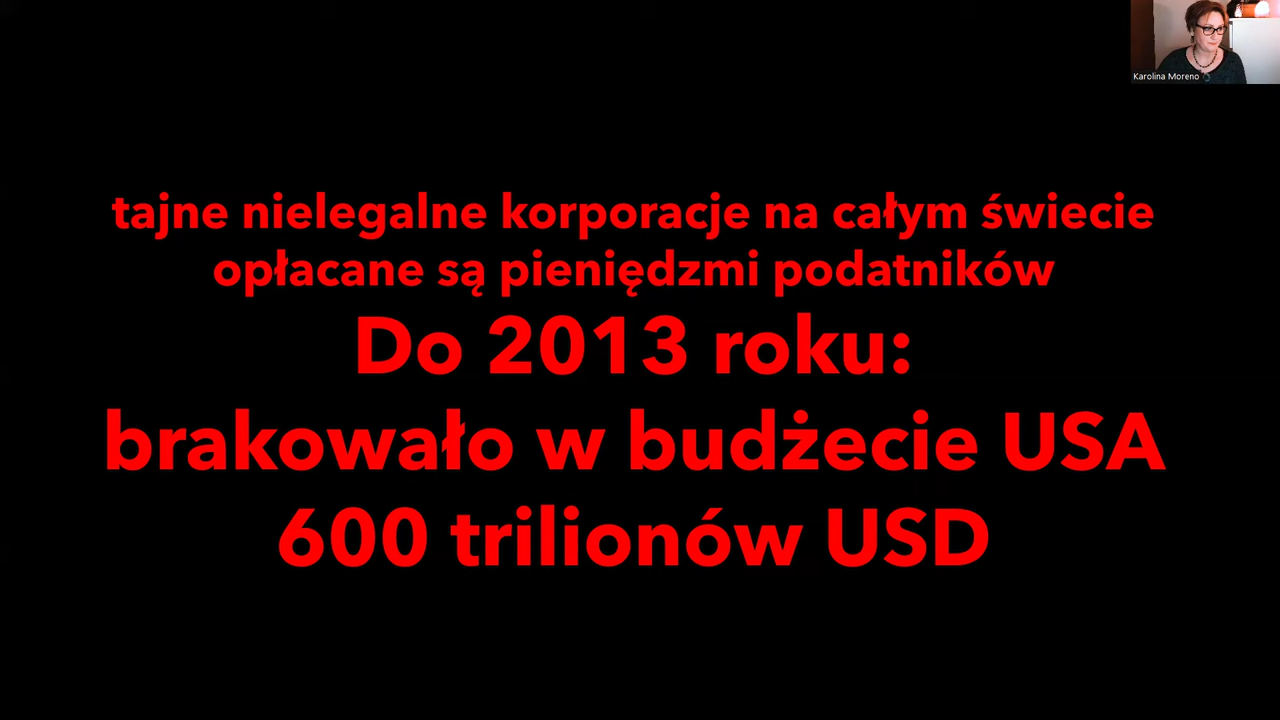 Karolina Moreno
tajne nielegalne korporacje na całym świecie
opłacane są pieniędzmi podatników
Do 2013 roku:
brakowało w budżecie USA
600 trilionów USD